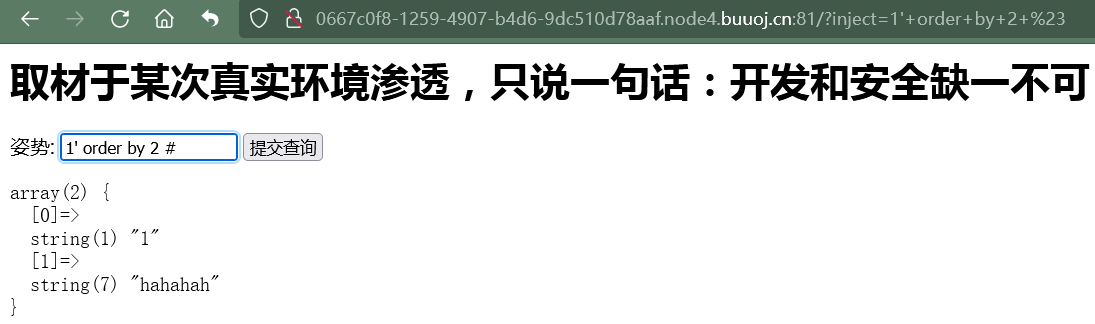 0667c0f8-1259-4907-b4d6-9dc510d78aaf.node4.buuoj.cn:81/?inject=1'+order+by+2+%23
取材于某次真实环境渗透，只说一句话：开发和安全缺一不可
姿势: 1' order by 2 # 提交查询
array(2) {
  [0]=>
  string(1) "1"
  [1]=>
  string(7) "hahahah"
}